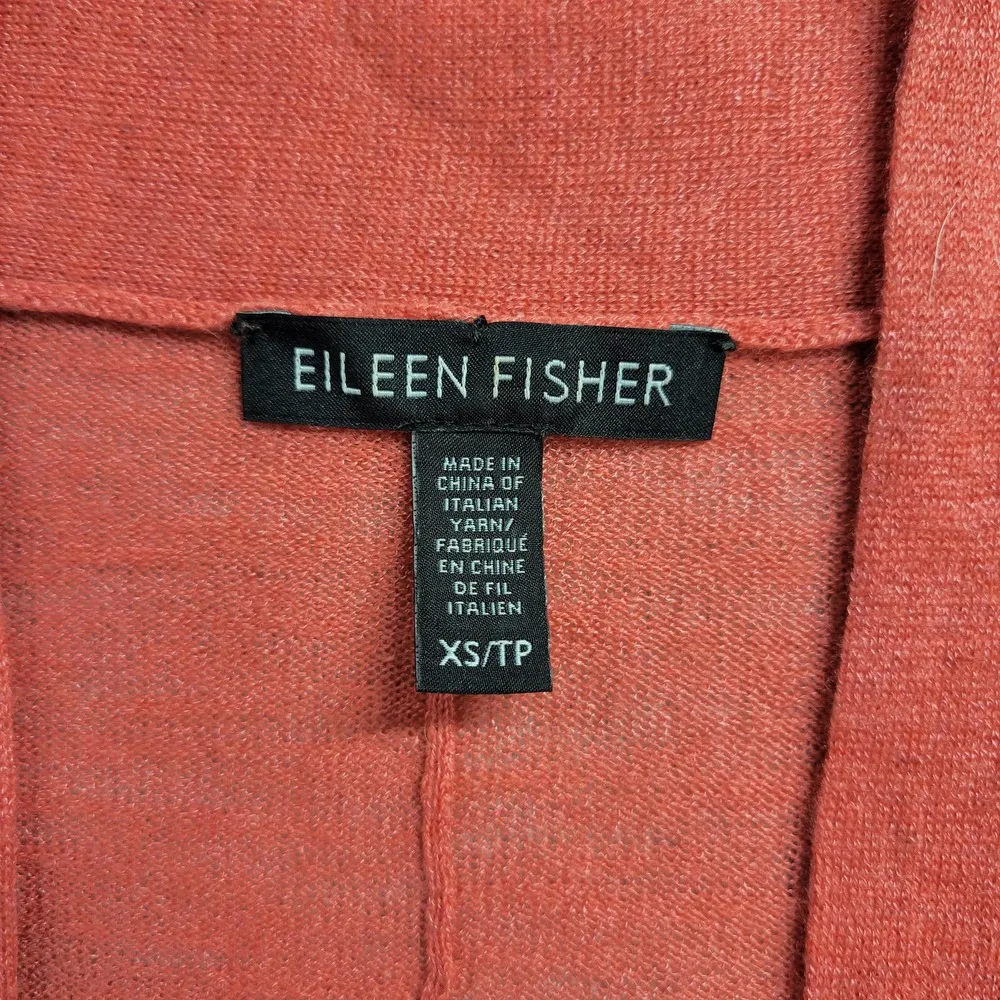 EILEEN FISHER
MADE IN
CHINA OF
ITALIAN
YARN/
FABRIQUÉ
EN CHINE
DE FIL
ITALIEN
XS/TP